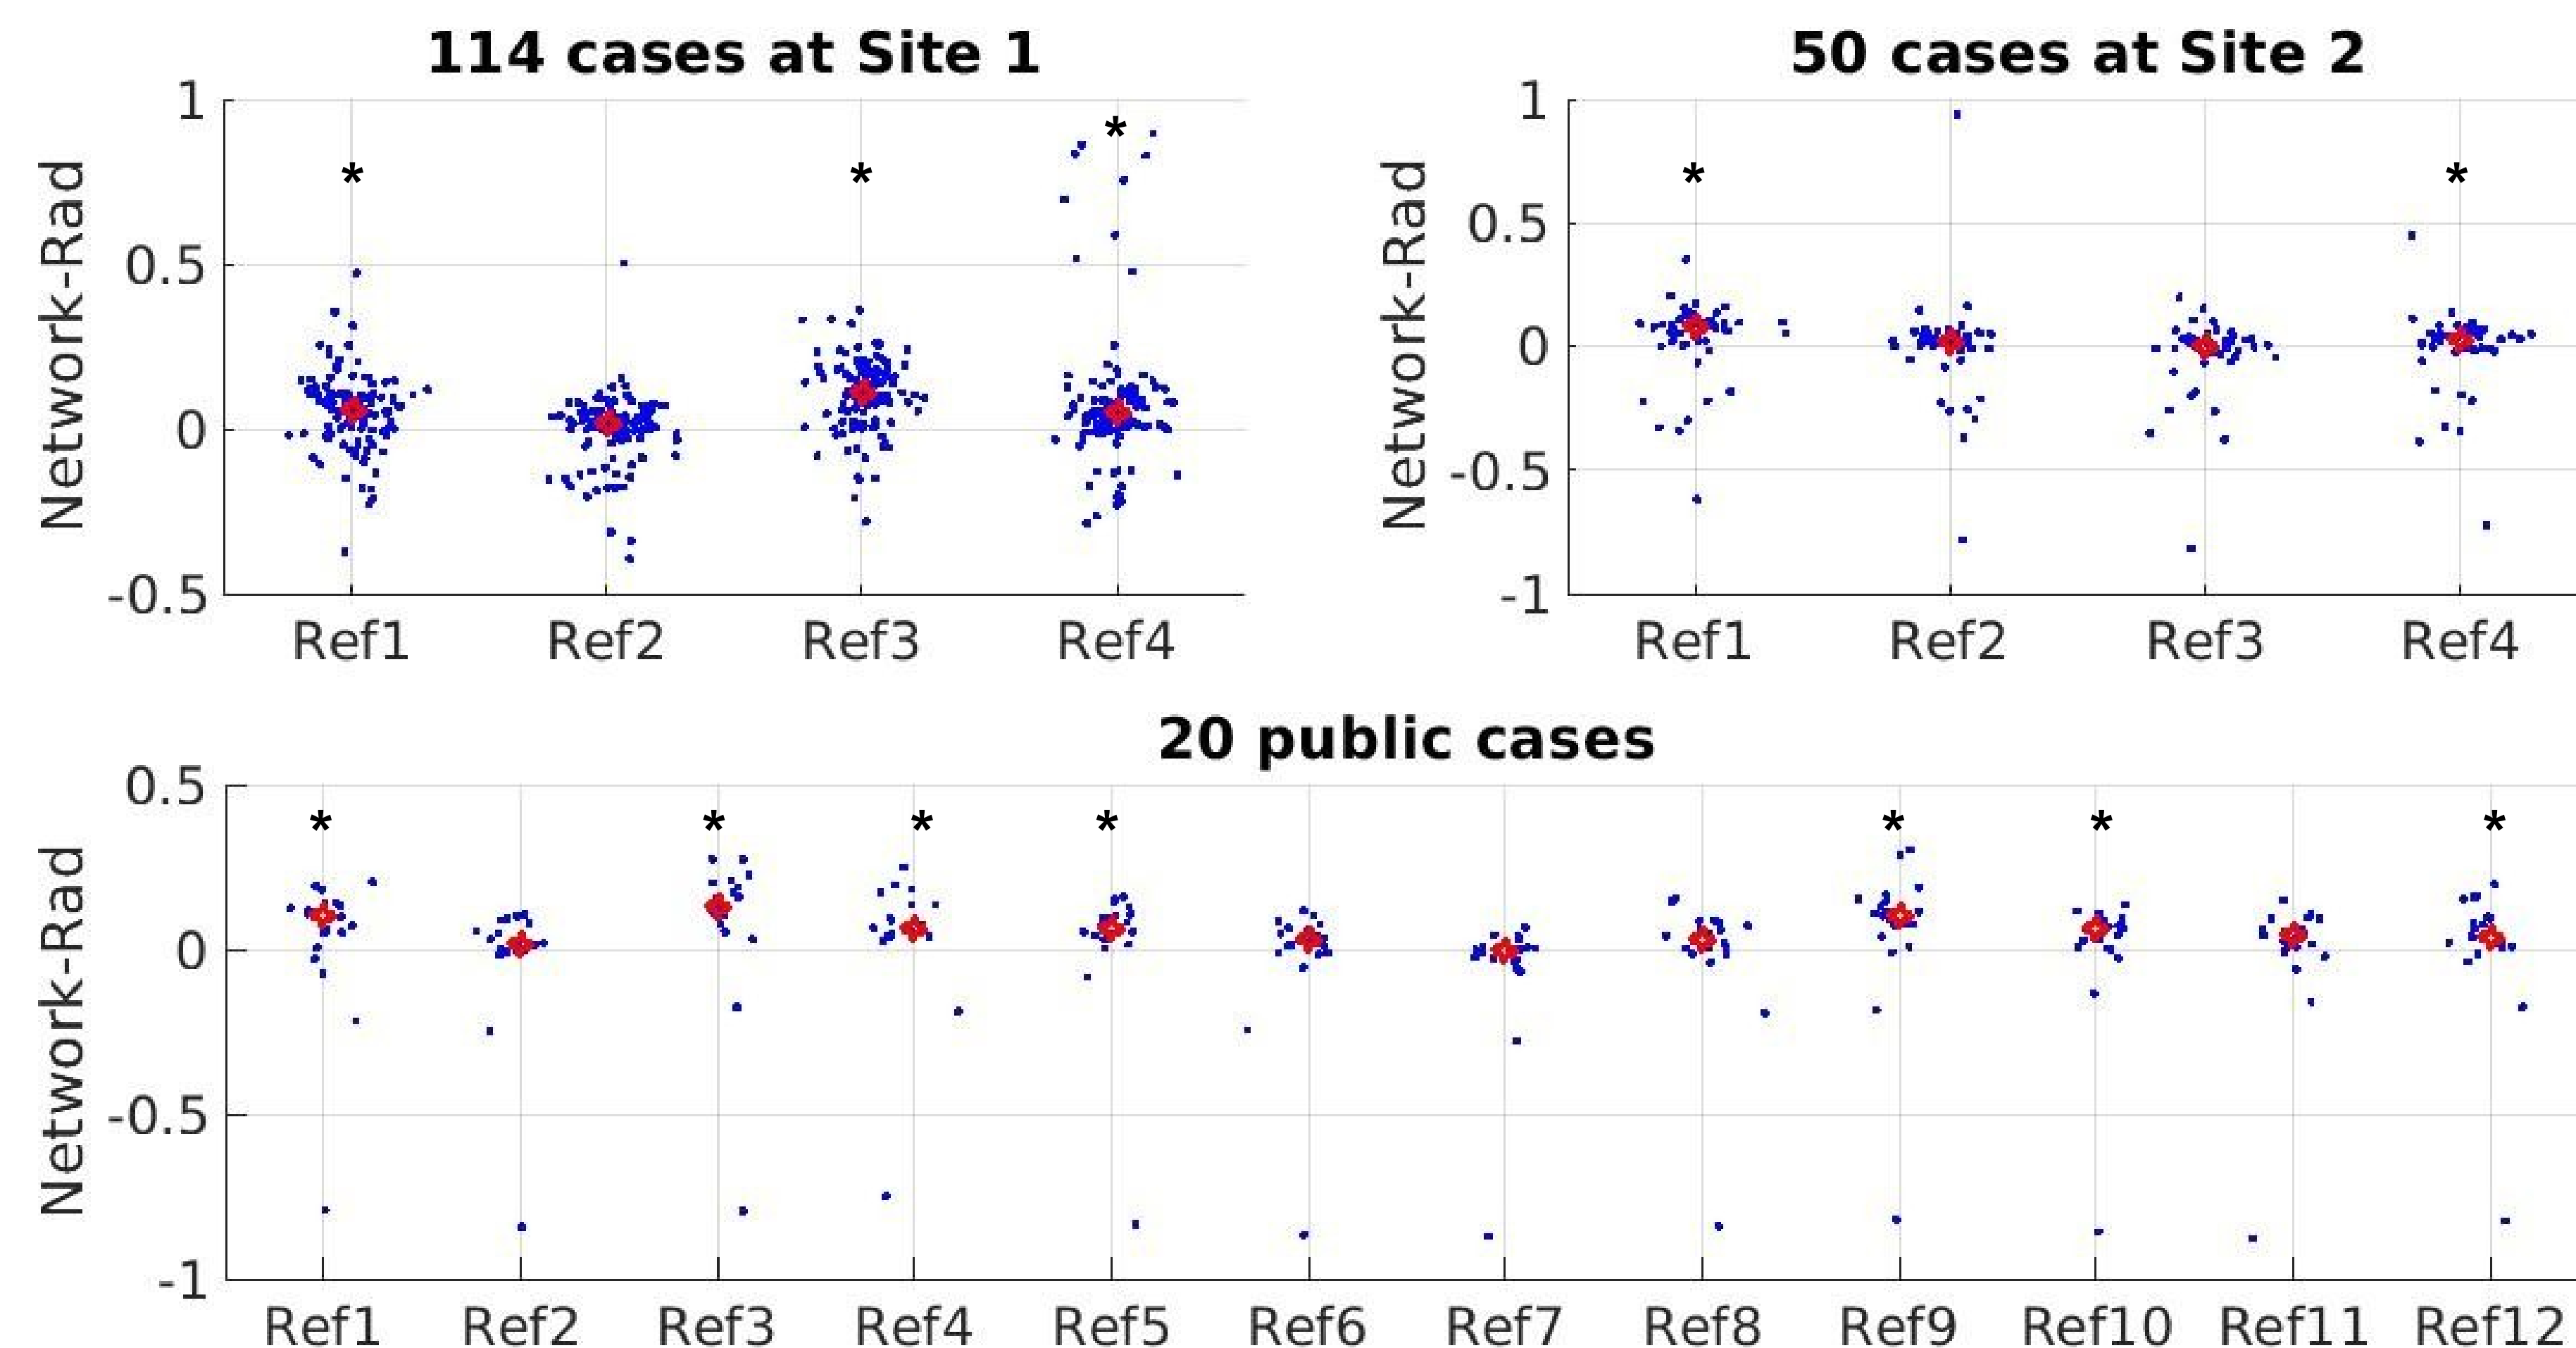 114 cases at Site 1
Network-Rad
1
0.5
0
-0.5
* * *
Ref1 Ref2 Ref3 Ref4
50 cases at Site 2
Network-Rad
1
0.5
0
-0.5
-1
* *
Ref1 Ref2 Ref3 Ref4
20 public cases
Network-Rad
0.5
0
-0.5
-1
* * * * * * *
Ref1 Ref2 Ref3 Ref4 Ref5 Ref6 Ref7 Ref8 Ref9 Ref10 Ref11 Ref12